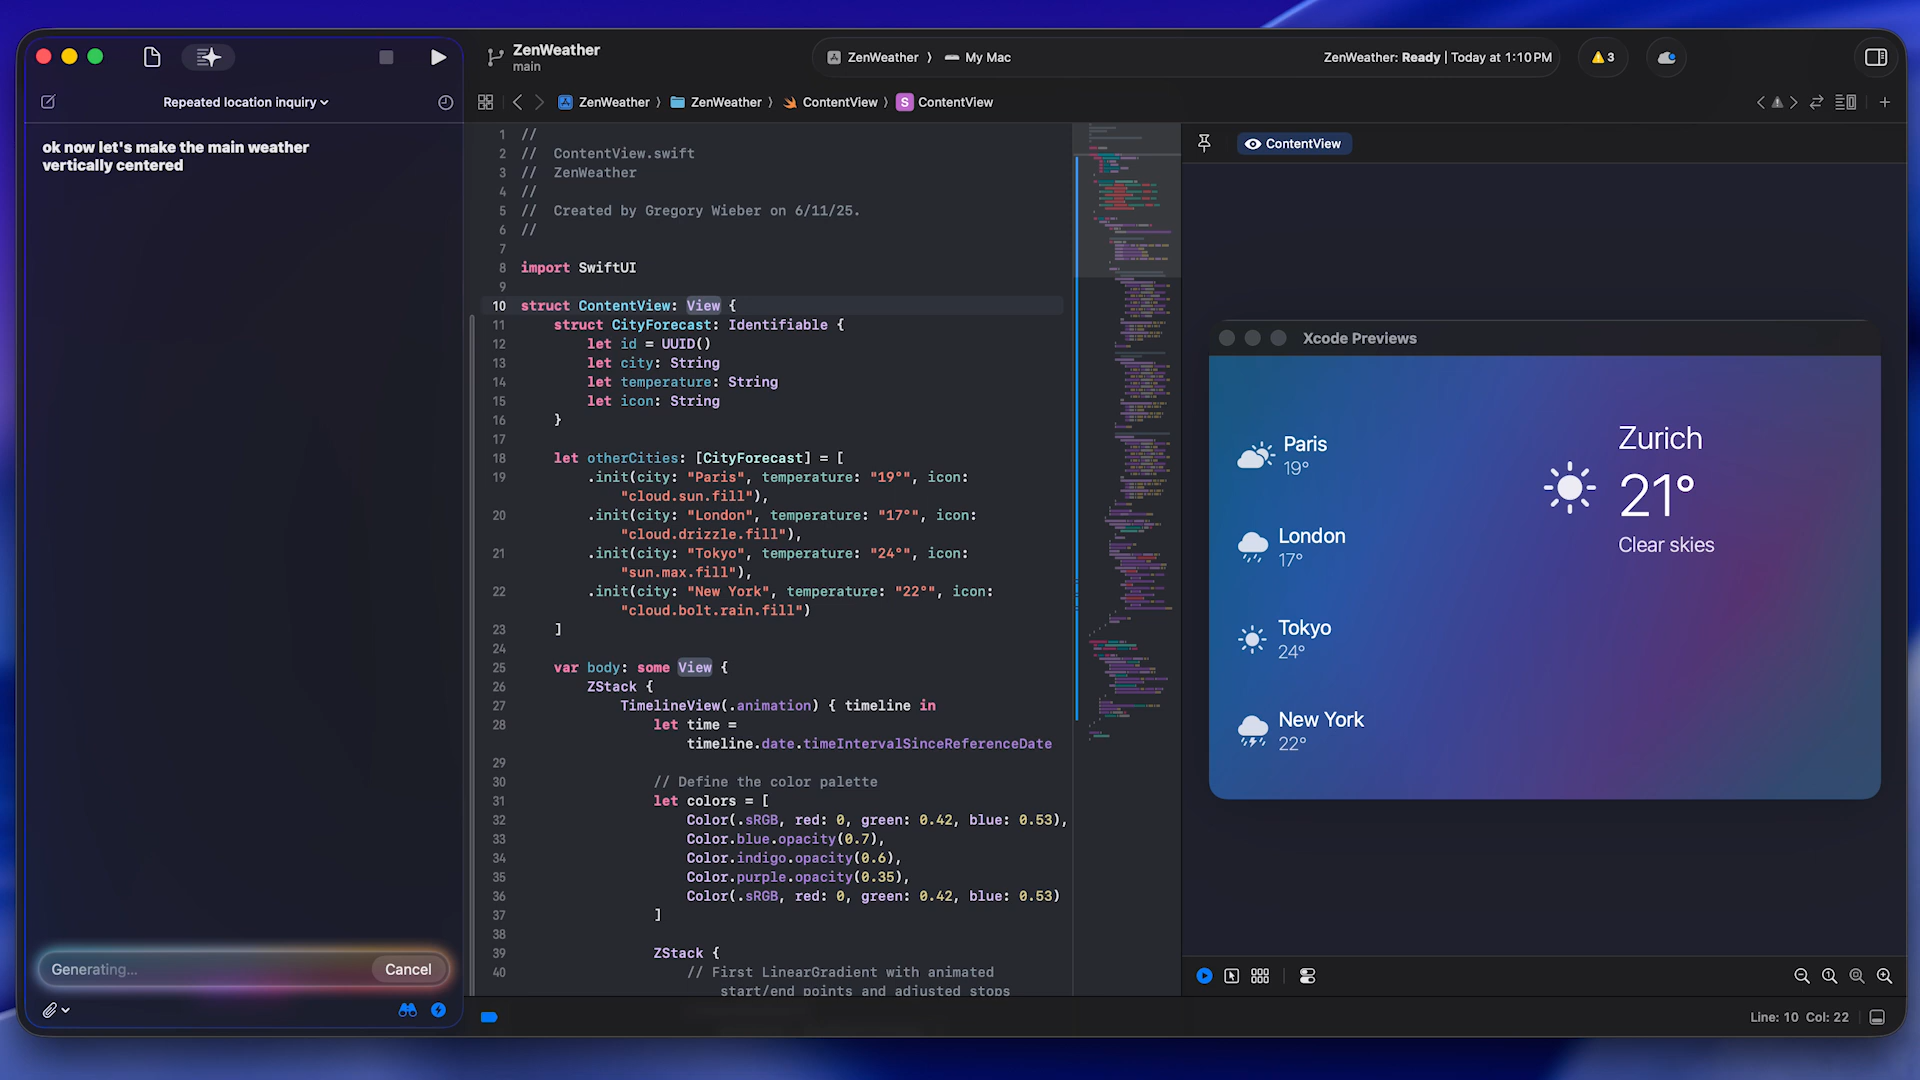 ZenWeather
main
ZenWeather 〉 My Mac
ZenWeather: Ready | Today at 1:10 PM
3
Repeated location inquiry
ZenWeather 〉 ZenWeather 〉 ContentView 〉 S ContentView
ok now let's make the main weather
vertically centered
Generating...
Cancel
1 //
2 //  ContentView.swift
3 //  ZenWeather
4 //
5 //  Created by Gregory Wieber on 6/11/25.
6 //
7
8 import SwiftUI
9
10 struct ContentView: View {
11     struct CityForecast: Identifiable {
12         let id = UUID()
13         let city: String
14         let temperature: String
15         let icon: String
16     }
17
18     let otherCities: [CityForecast] = [
19         .init(city: "Paris", temperature: "19°", icon:
            "cloud.sun.fill"),
20         .init(city: "London", temperature: "17°", icon:
            "cloud.drizzle.fill"),
21         .init(city: "Tokyo", temperature: "24°", icon:
            "sun.max.fill"),
22         .init(city: "New York", temperature: "22°", icon:
            "cloud.bolt.rain.fill")
23     ]
24
25     var body: some View {
26         ZStack {
27             TimelineView(.animation) { timeline in
28                 let time =
                    timeline.date.timeIntervalSinceReferenceDate
29
30                 // Define the color palette
31                 let colors = [
32                     Color(.sRGB, red: 0, green: 0.42, blue: 0.53),
33                     Color.blue.opacity(0.7),
34                     Color.indigo.opacity(0.6),
35                     Color.purple.opacity(0.35),
36                     Color(.sRGB, red: 0, green: 0.42, blue: 0.53)
37                 ]
38
39                 ZStack {
40                     // First LinearGradient with animated
                        start/end points and adjusted stops
ContentView
Xcode Previews
Paris
19°
London
17°
Tokyo
24°
New York
22°
Zurich
21°
Clear skies
Line: 10 Col: 22